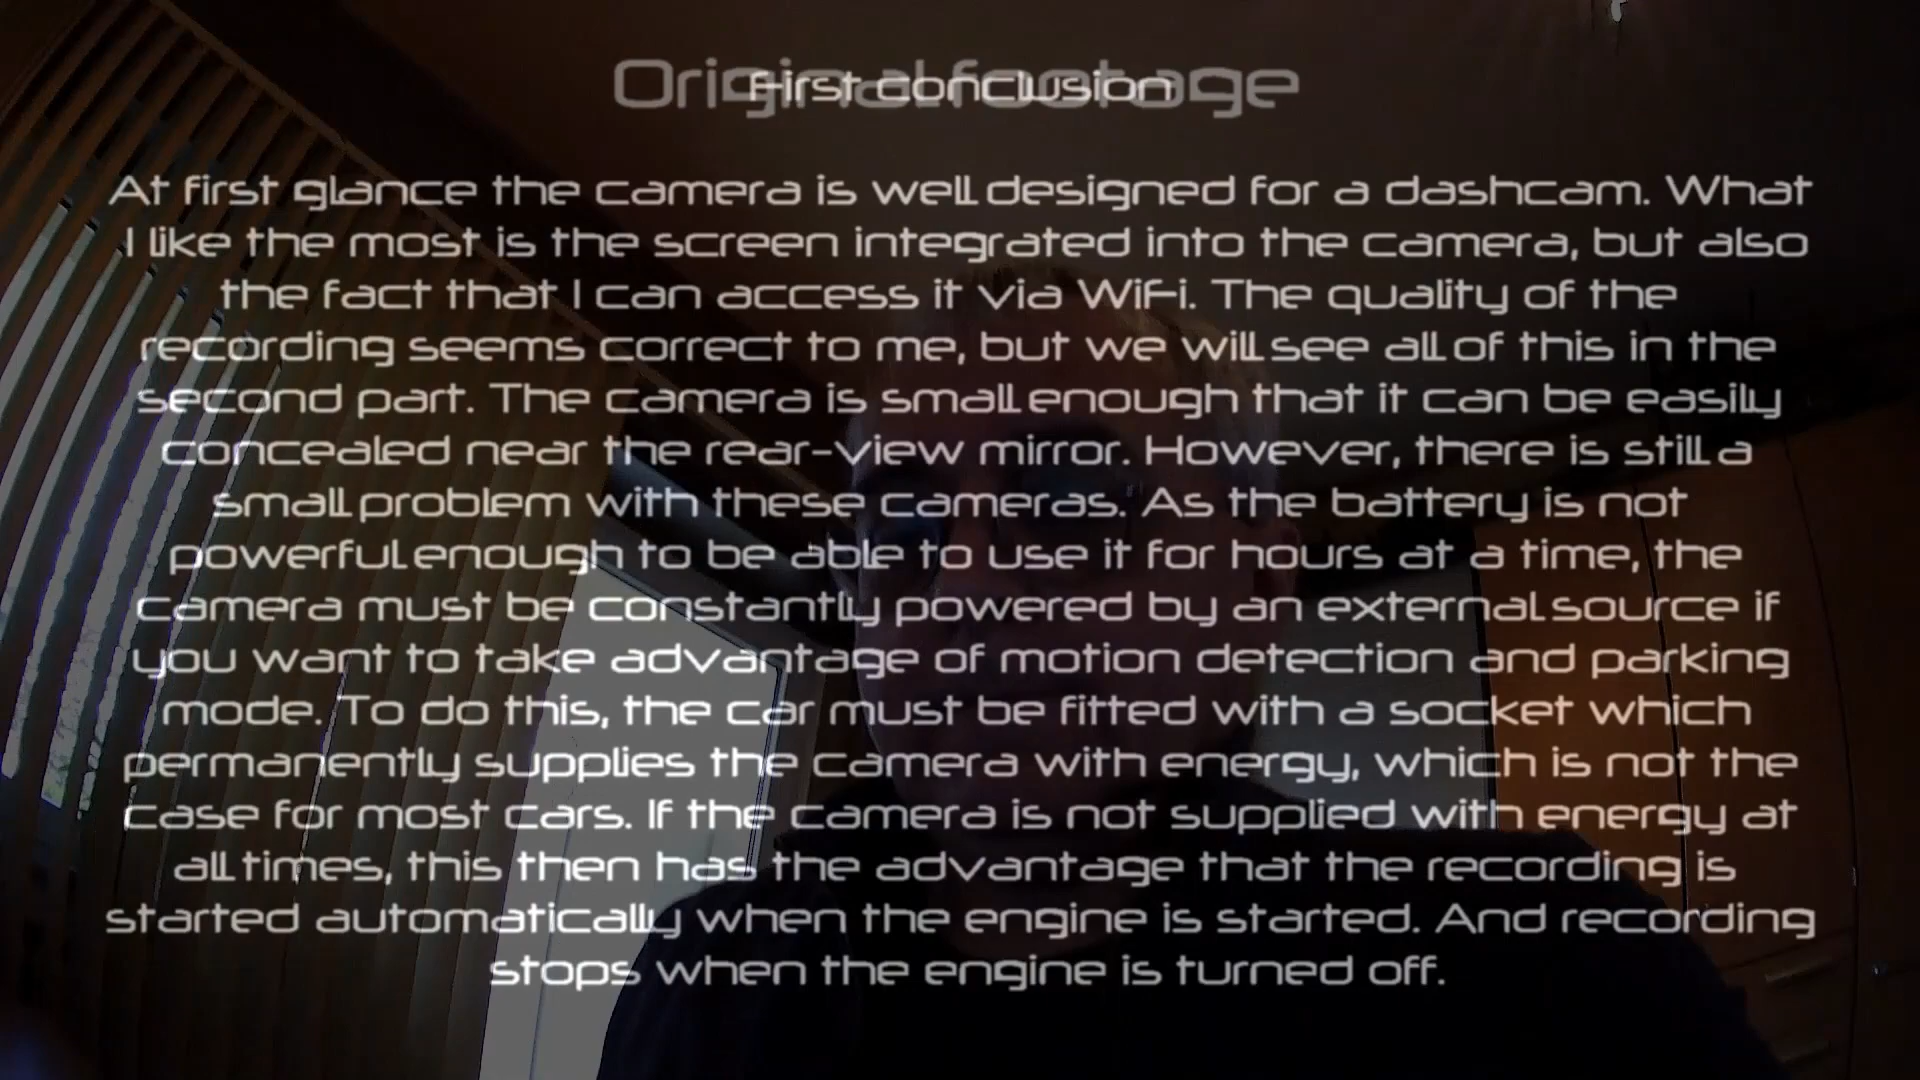 Original footage
First conclusion
At first glance the camera is well designed for a dashcam. What
I like the most is the screen integrated into the camera, but also
the fact that I can access it via WiFi. The quality of the
recording seems correct to me, but we will see all of this in the
second part. The camera is small enough that it can be easily
concealed near the rear-view mirror. However, there is still a
small problem with these cameras. As the battery is not
powerful enough to be able to use it for hours at a time, the
camera must be constantly powered by an external source if
you want to take advantage of motion detection and parking
mode. To do this, the car must be fitted with a socket which
permanently supplies the camera with energy, which is not the
case for most cars. If the camera is not supplied with energy at
all times, this then has the advantage that the recording is
started automatically when the engine is started. And recording
stops when the engine is turned off.